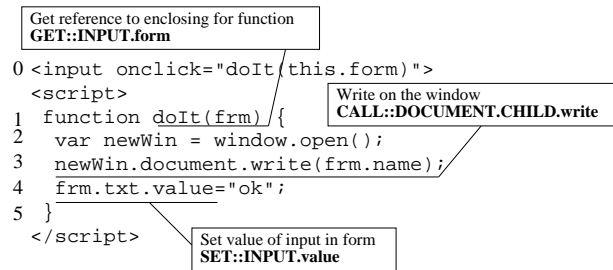 Get reference to enclosing for function
GET::INPUT.form
0 <input onclick="doIt(this.form)">
<script>
Write on the window
CALL::DOCUMENT.CHILD.write
1 function doIt(frm) {
2 var newWin = window.open();
3 newWin.document.write(frm.name);
4 frm.txt.value="ok";
5 }
</script>
Set value of input in form
SET::INPUT.value